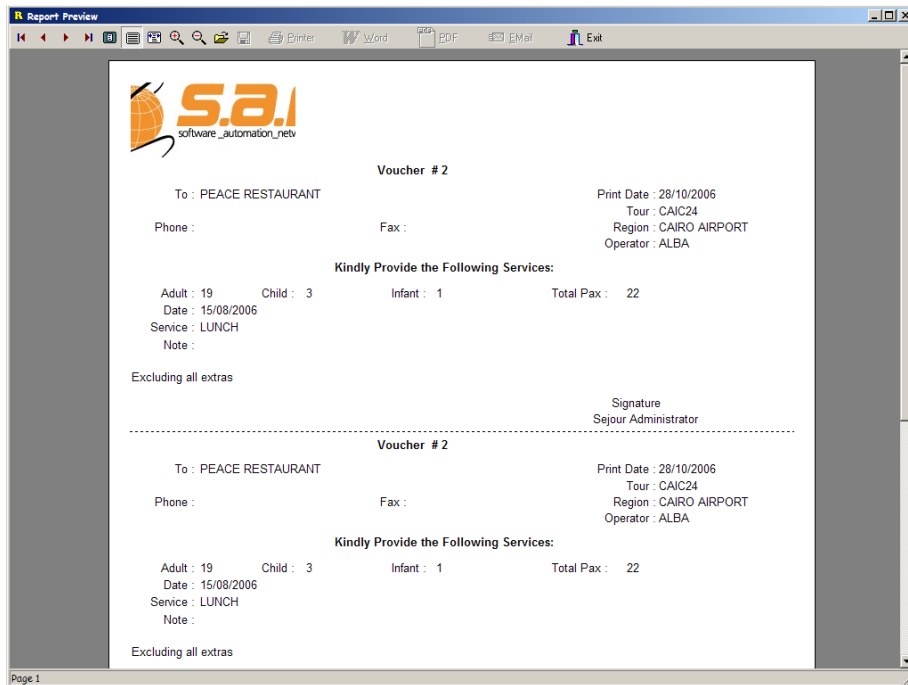 Report Preview
Printer Word PDF EMail Exit
s.a.
software_automation_netw
Voucher # 2
To : PEACE RESTAURANT Print Date : 28/10/2006
Tour : CAIC24
Phone : Fax : Region : CAIRO AIRPORT
Operator : ALBA
Kindly Provide the Following Services:
Adult : 19 Child : 3 Infant : 1 Total Pax : 22
Date : 15/08/2006
Service : LUNCH
Note :
Excluding all extras
Signature
Sejour Administrator
Voucher # 2
To : PEACE RESTAURANT Print Date : 28/10/2006
Tour : CAIC24
Phone : Fax : Region : CAIRO AIRPORT
Operator : ALBA
Kindly Provide the Following Services:
Adult : 19 Child : 3 Infant : 1 Total Pax : 22
Date : 15/08/2006
Service : LUNCH
Note :
Excluding all extras
Page 1